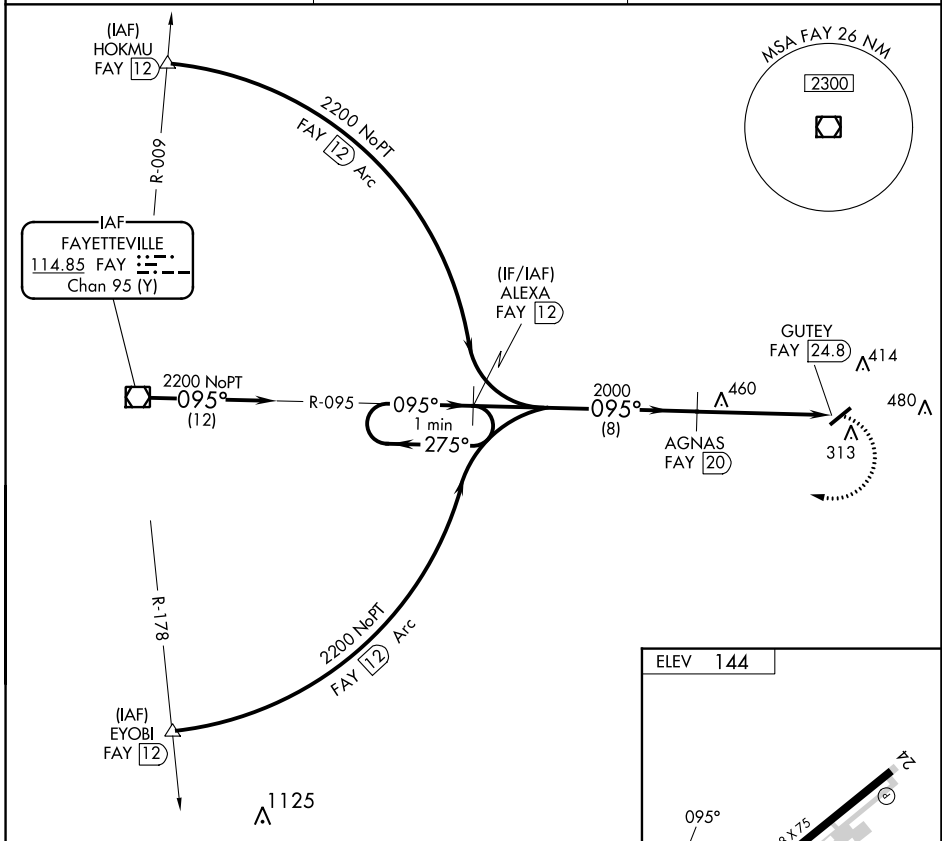 (IAF)
HOKMU
FAY 12
2200 NoPT
FAY 12 Arc
R-009
MSA FAY 26 NM
2300
IAF
FAYETTEVILLE
114.85 FAY
Chan 95 (Y)
(IF/IAF)
ALEXA
FAY 12
GUTEY
FAY 24.8
414
2200 NoPT
095°
(12)
R-095
095°
1 min
275°
2000
095°
(8)
460
480
AGNAS
FAY 20
313
R-178
2200 NoPT
FAY 12 Arc
(IAF)
EYOBI
FAY 12
1125
ELEV 144
24
P
095°
X 75